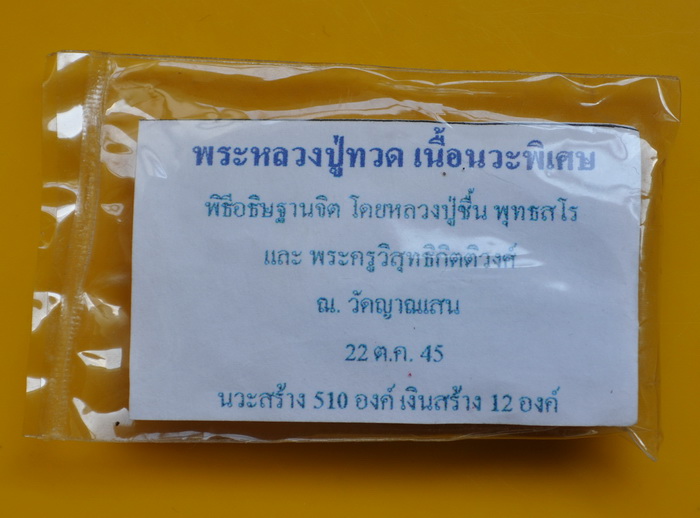 พระหลวงปู่ทวด เนื้อนวะพิเศษ
พิธีอธิษฐานจิต โดยหลวงปู่ชื้น พุทธสโร
และ พระครูวิสุทธิกิตติวงศ์
ณ. วัดญาณเสน
22 ต.ค. 45
นวะสร้าง 510 องค์ เงินสร้าง 12 องค์